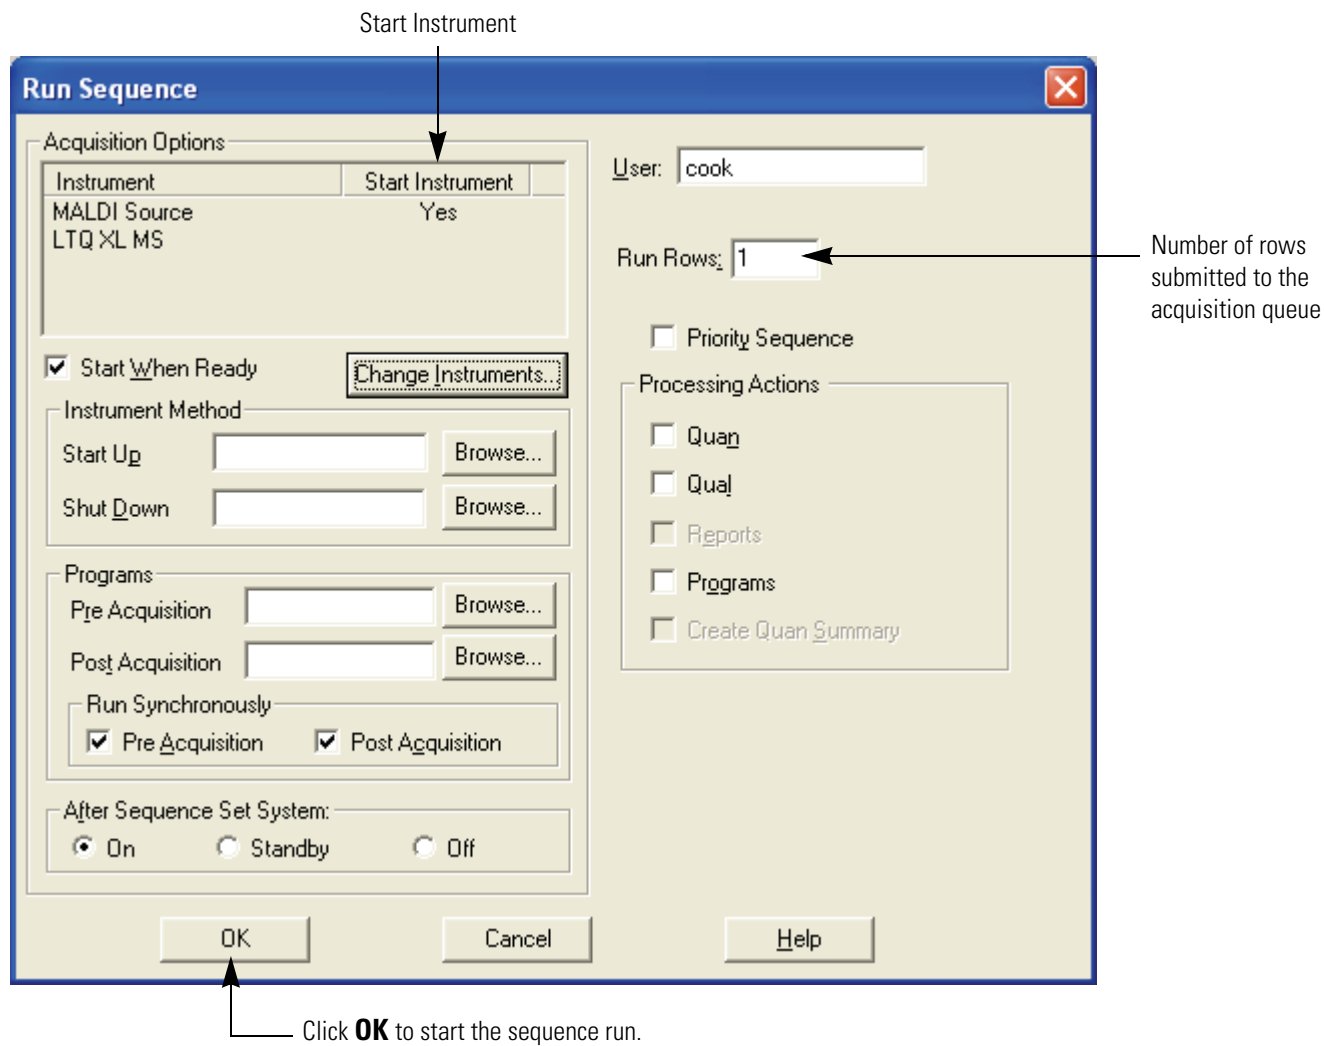 Start Instrument
Run Sequence
Acquisition Options
Instrument Start Instrument
MALDI Source Yes
LTQ XL MS
User: cook
Run Rows: 1
Number of rows
submitted to the
acquisition queue
Start When Ready
Change Instruments...
Priority Sequence
Instrument Method
Start Up Browse...
Shut Down Browse...
Programs
Pre Acquisition Browse...
Post Acquisition Browse...
Run Synchronously
Pre Acquisition Post Acquisition
After Sequence Set System:
On Standby Off
Processing Actions
Quan
Qual
Reports
Programs
Create Quan Summary
OK Cancel Help
Click OK to start the sequence run.